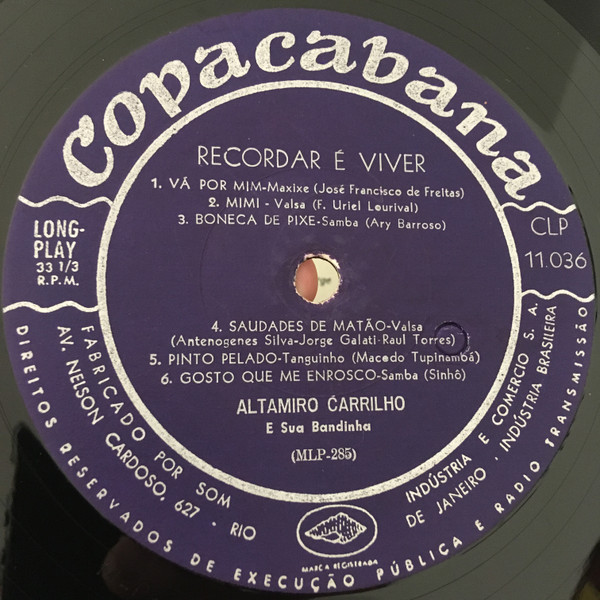 Copacabana
RECORDAR É VIVER
1. VÁ POR MIM-Maxixe (José Francisco de Freitas)
2. MIMI - Valsa (F. Uriel Lourival)
3. BONECA DE PIXE-Samba (Ary Barroso)
LONG-
PLAY
33 1/3
R.P.M.
CLP
11.036
4. SAUDADES DE MATÃO-Valsa
(Antenogenes Silva-Jorge Galati-Raul Torres)
5. PINTO PELADO-Tanguinho (Macedo Tupinambá)
6. GOSTO QUE ME ENROSCO-Samba (Sinhô)
ALTAMIRO CARRILHO
E Sua Bandinha
(MLP-285)
FABRICADO POR SOM INDÚSTRIA E COMERCIO S. A.
AV. NELSON CARDOSO, 627 - RIO DE JANEIRO - INDÚSTRIA BRASILEIRA
MARCA REGISTRADA
DIREITOS RESERVADOS DE EXECUÇÃO PÚBLICA E RADIO TRANSMISSÃO